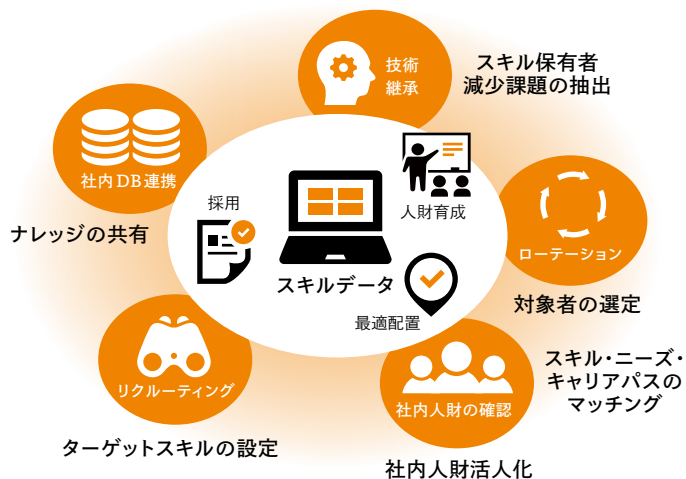 技術
継承
スキル保有者
減少課題の抽出
社内DB連携
ナレッジの共有
採用
人財育成
スキルデータ
最適配置
ローテーション
対象者の選定
リクルーティング
ターゲットスキルの設定
社内人財の確認
スキル・ニーズ・
キャリアパスの
マッチング
社内人財活人化